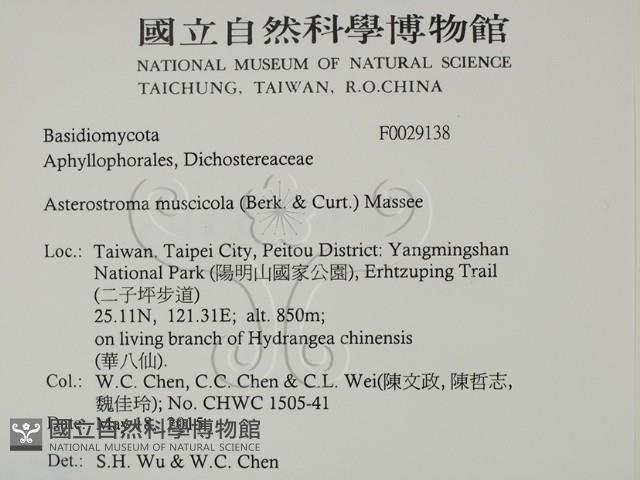 國立自然科學博物館
NATIONAL MUSEUM OF NATURAL SCIENCE
TAICHUNG, TAIWAN, R.O.CHINA
Basidiomycota F0029138
Aphyllophorales, Dichostereaceae
Asterostroma muscicola (Berk. & Curt.) Massee
Loc.: Taiwan, Taipei City, Peitou District: Yangmingshan
National Park (陽明山國家公園), Erhtzuping Trail
(二子坪步道)
25.11N, 121.31E; alt. 850m;
on living branch of Hydrangea chinensis
(華八仙).
Col.: W.C. Chen, C.C. Chen & C.L. Wei(陳文政, 陳哲志,
魏佳玲); No. CHWC 1505-41
Date: May 18, 2015
國立自然科學博物館
NATIONAL MUSEUM OF NATURAL SCIENCE
Det.: S.H. Wu & W.C. Chen